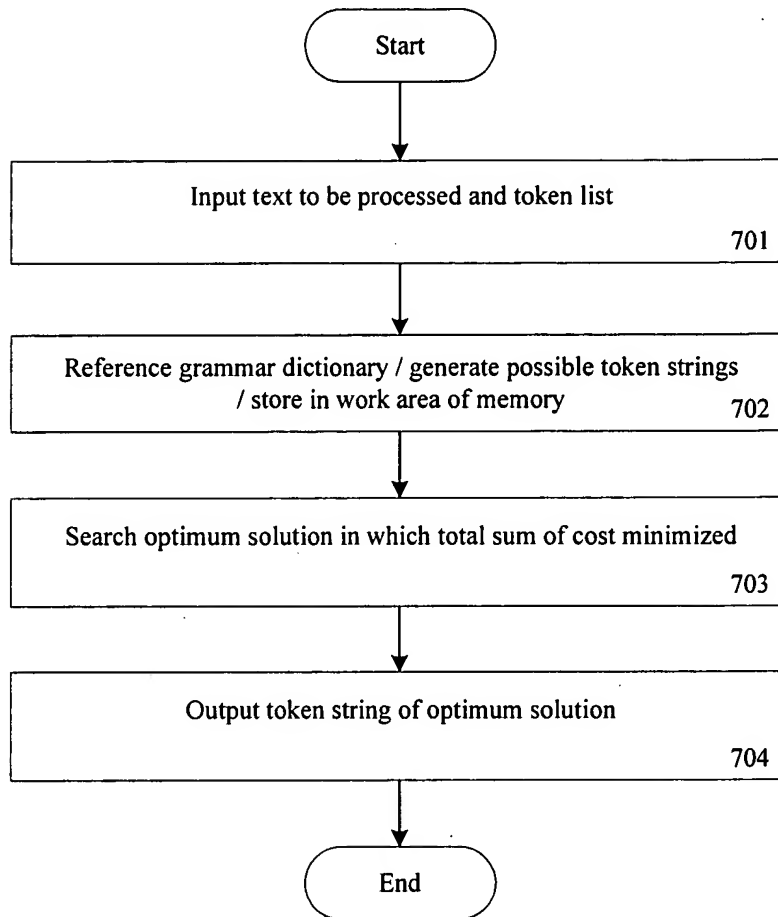 Start
Input text to be processed and token list
701
Reference grammar dictionary / generate possible token strings
/ store in work area of memory
702
Search optimum solution in which total sum of cost minimized
703
Output token string of optimum solution
704
End